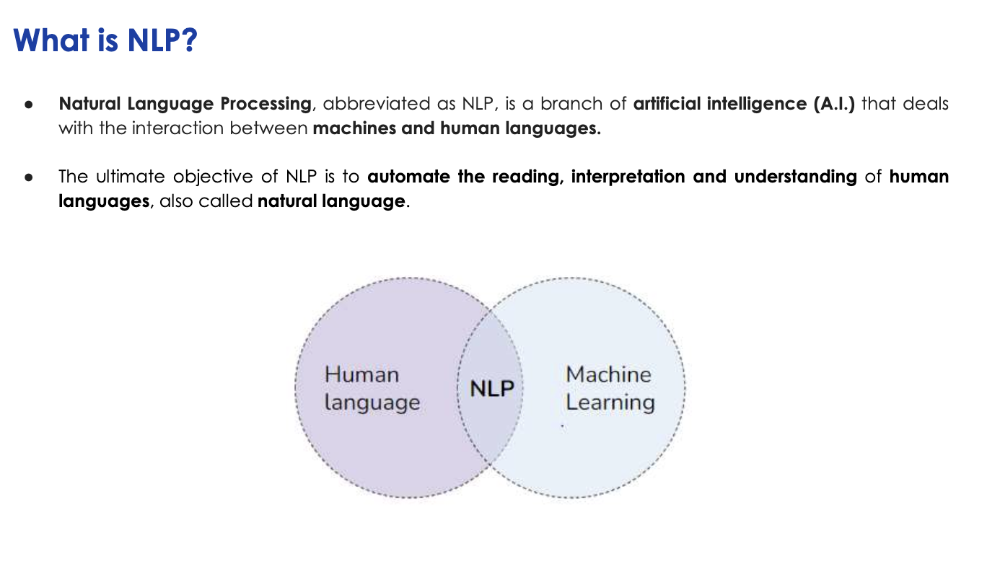 What is NLP?
● Natural Language Processing, abbreviated as NLP, is a branch of artificial intelligence (A.I.) that deals
with the interaction between machines and human languages.
● The ultimate objective of NLP is to automate the reading, interpretation and understanding of human
languages, also called natural language.
Human
language
NLP
Machine
Learning